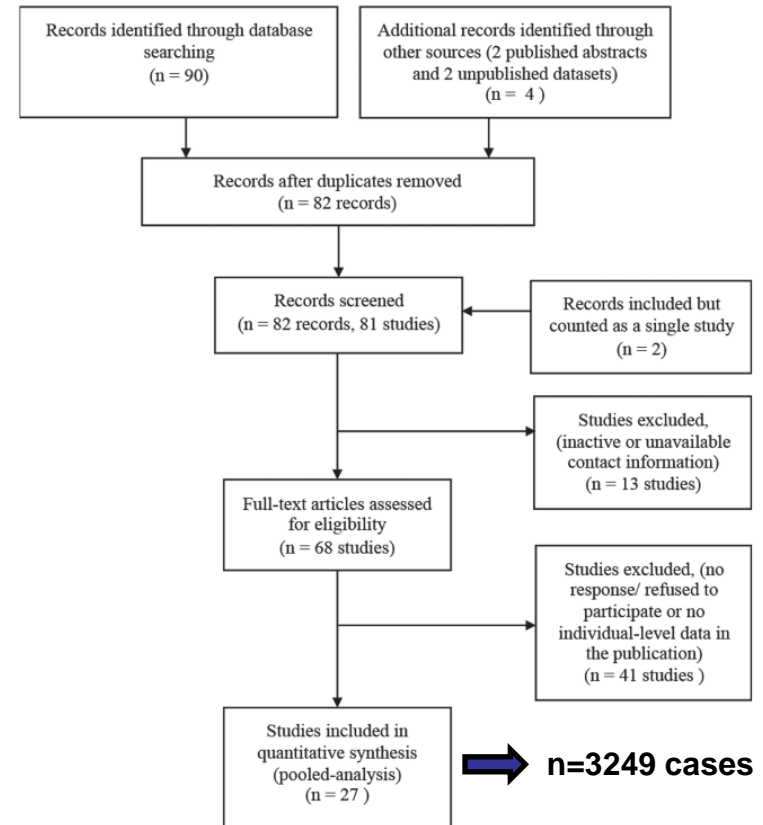 Records identified through database
searching
(n = 90)
Additional records identified through
other sources (2 published abstracts
and 2 unpublished datasets)
(n = 4 )
Records after duplicates removed
(n = 82 records)
Records screened
(n = 82 records, 81 studies)
Records included but
counted as a single study
(n = 2)
Studies excluded,
(inactive or unavailable
contact information)
(n = 13 studies)
Full-text articles assessed
for eligibility
(n = 68 studies)
Studies excluded, (no
response/ refused to
participate or no
individual-level data in
the publication)
(n = 41 studies )
Studies included in
quantitative synthesis
(pooled-analysis)
(n = 27 )
n=3249 cases